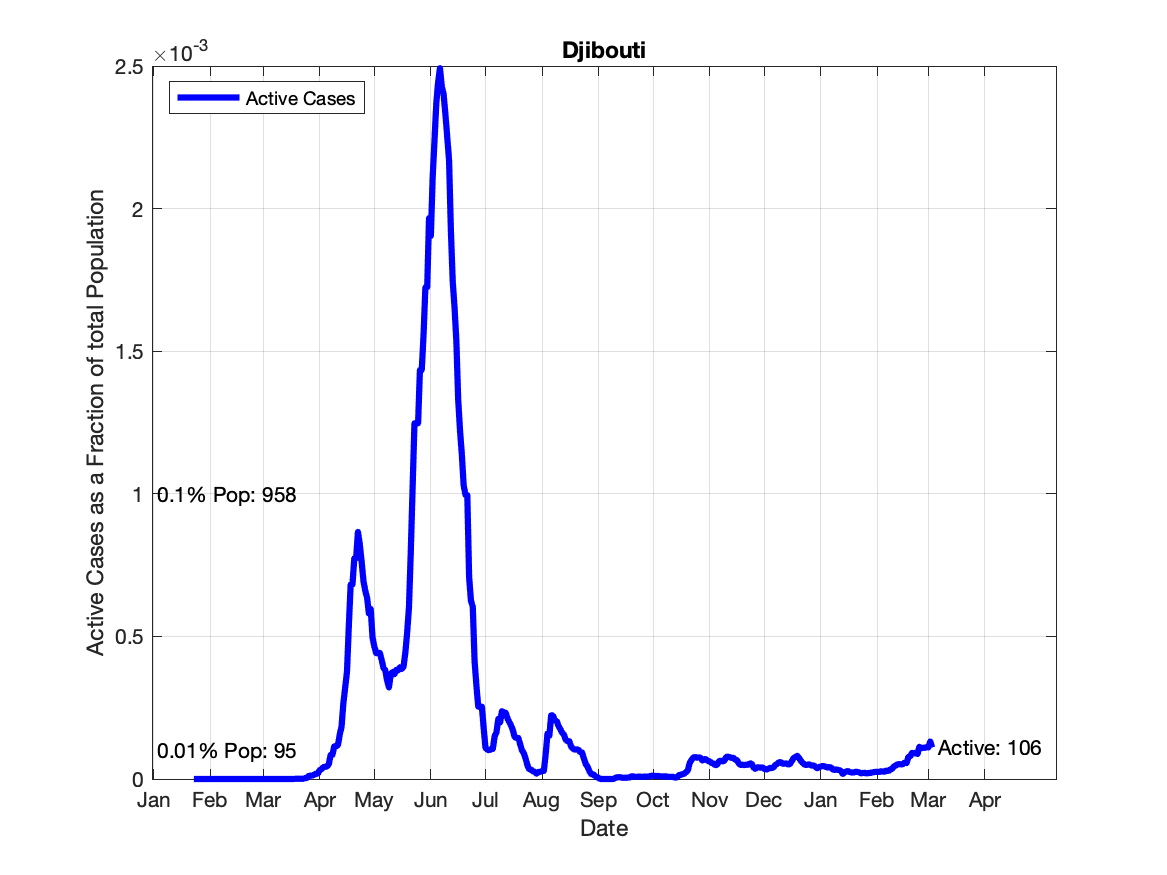 Djibouti
×10-3
Active Cases
2.5
2
1.5
1
0.5
0
0.1% Pop: 958
0.01% Pop: 95
Active: 106
Active Cases as a Fraction of total Population
Jan Feb Mar Apr May Jun Jul Aug Sep Oct Nov Dec Jan Feb Mar Apr
Date